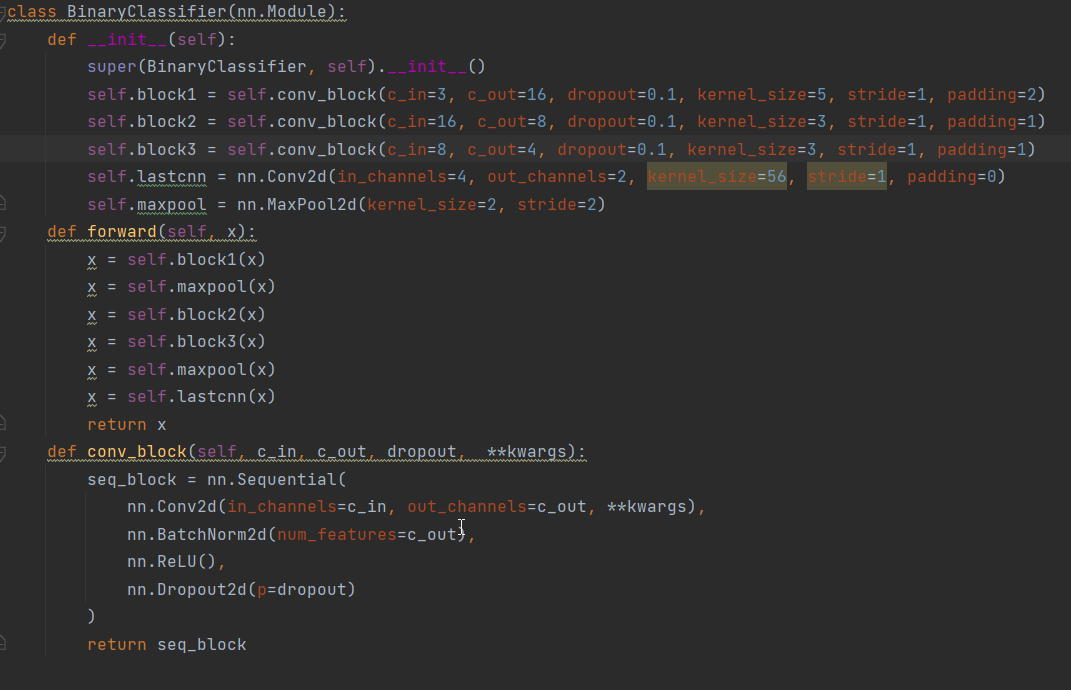 class BinaryClassifier(nn.Module):
    def __init__(self):
        super(BinaryClassifier, self).__init__()
        self.block1 = self.conv_block(c_in=3, c_out=16, dropout=0.1, kernel_size=5, stride=1, padding=2)
        self.block2 = self.conv_block(c_in=16, c_out=8, dropout=0.1, kernel_size=3, stride=1, padding=1)
        self.block3 = self.conv_block(c_in=8, c_out=4, dropout=0.1, kernel_size=3, stride=1, padding=1)
        self.lastcnn = nn.Conv2d(in_channels=4, out_channels=2, kernel_size=56, stride=1, padding=0)
        self.maxpool = nn.MaxPool2d(kernel_size=2, stride=2)
    def forward(self, x):
        x = self.block1(x)
        x = self.maxpool(x)
        x = self.block2(x)
        x = self.block3(x)
        x = self.maxpool(x)
        x = self.lastcnn(x)
        return x
    def conv_block(self, c_in, c_out, dropout,  **kwargs):
        seq_block = nn.Sequential(
            nn.Conv2d(in_channels=c_in, out_channels=c_out, **kwargs),
            nn.BatchNorm2d(num_features=c_out),
            nn.ReLU(),
            nn.Dropout2d(p=dropout)
        )
        return seq_block